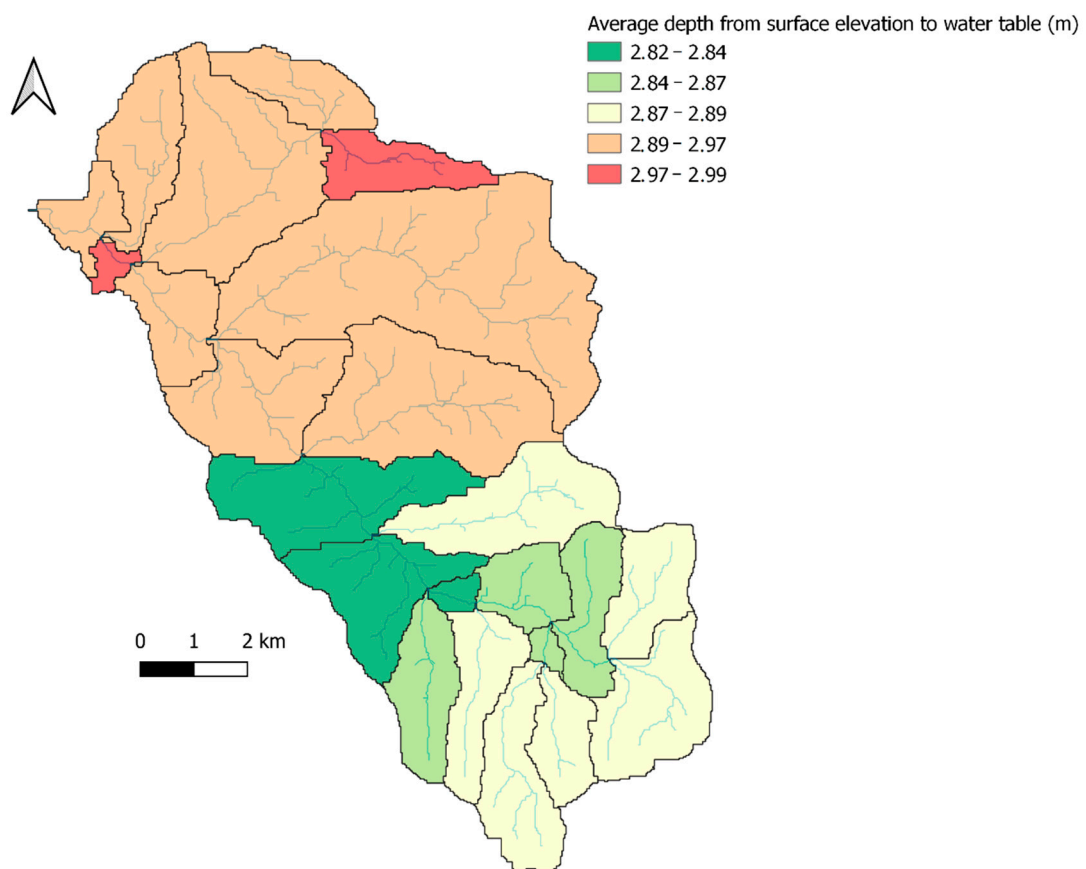 Average depth from surface elevation to water table (m)
2.82 - 2.84
2.84 - 2.87
2.87 - 2.89
2.89 - 2.97
2.97 - 2.99
0 1 2 km